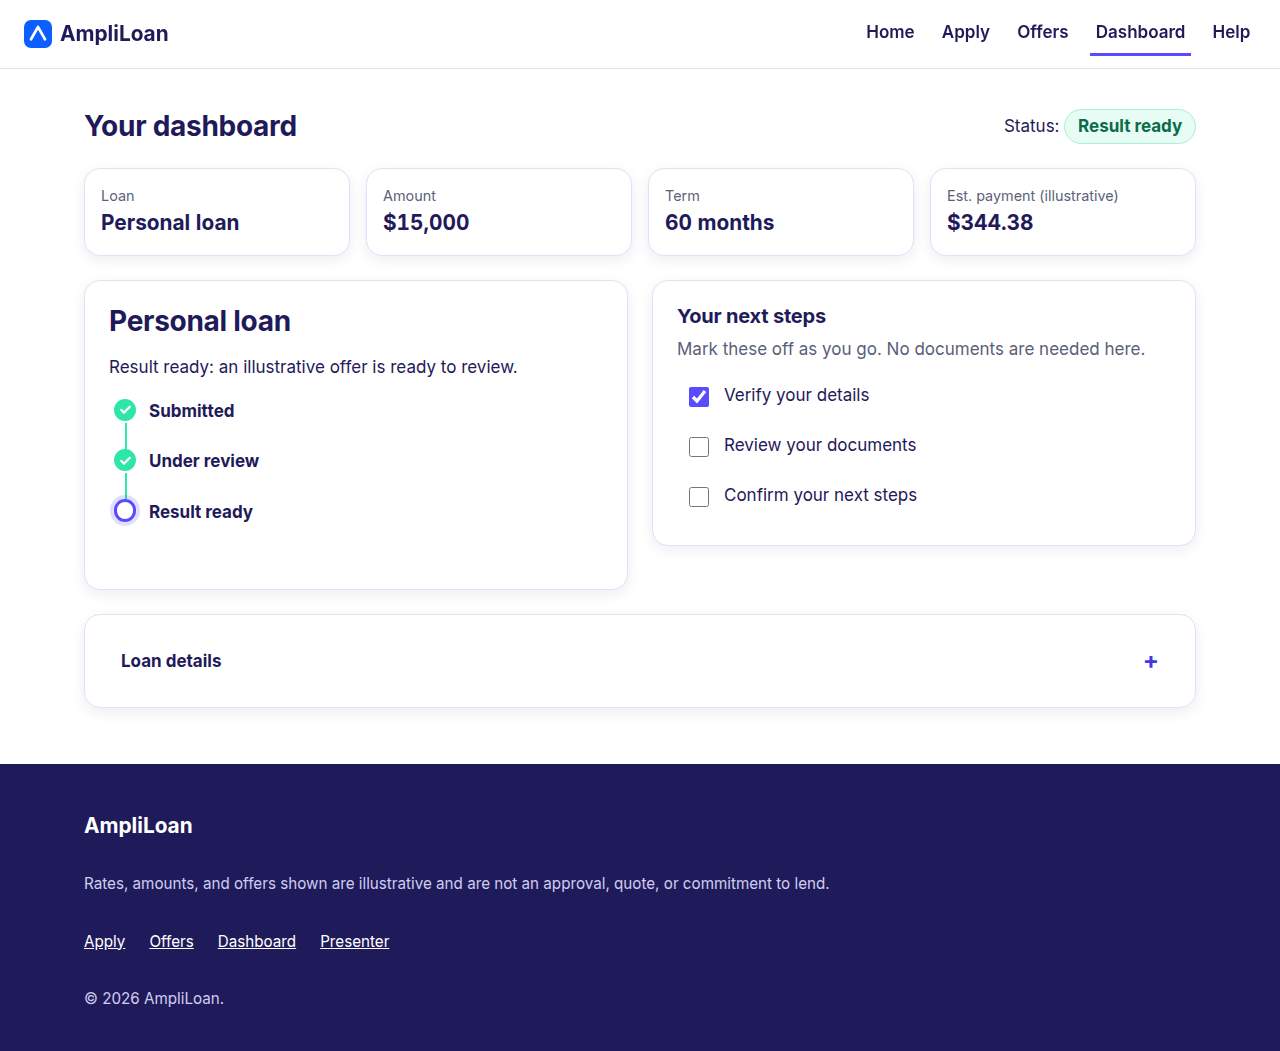 AmpliLoan
Home Apply Offers Dashboard Help
Your dashboard
Status: Result ready
Loan
Personal loan
Amount
$15,000
Term
60 months
Est. payment (illustrative)
$344.38
Personal loan
Result ready: an illustrative offer is ready to review.
Submitted
Under review
Result ready
Your next steps
Mark these off as you go. No documents are needed here.
Verify your details
Review your documents
Confirm your next steps
Loan details +
AmpliLoan
Rates, amounts, and offers shown are illustrative and are not an approval, quote, or commitment to lend.
Apply Offers Dashboard Presenter
© 2026 AmpliLoan.